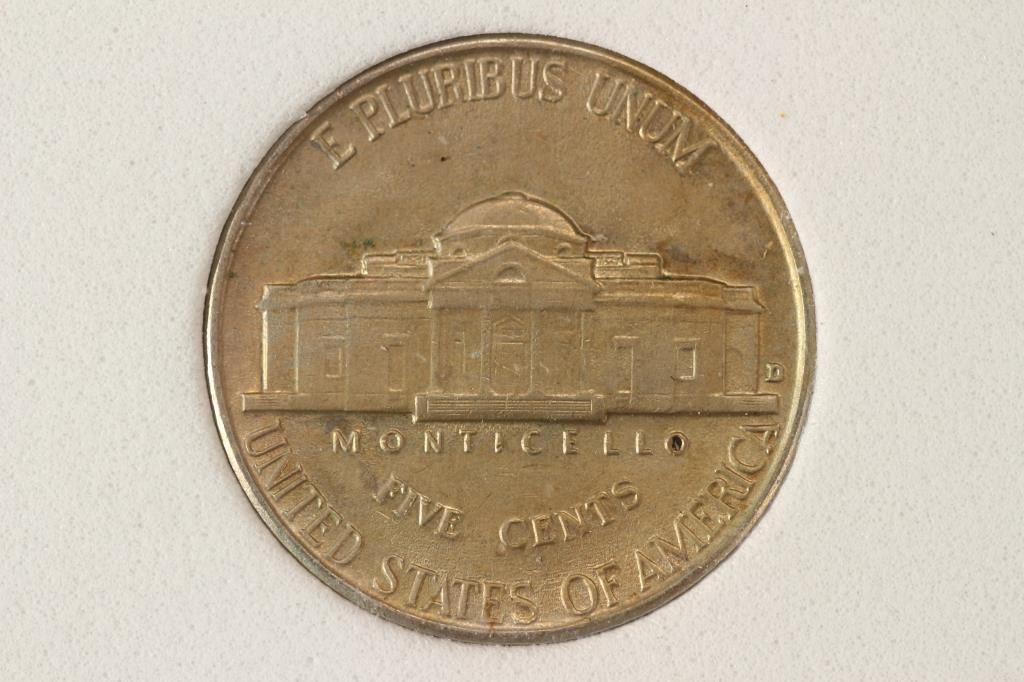 E PLURIBUS UNUM
D
MONTICELLO
FIVE CENTS
UNITED STATES OF AMERICA